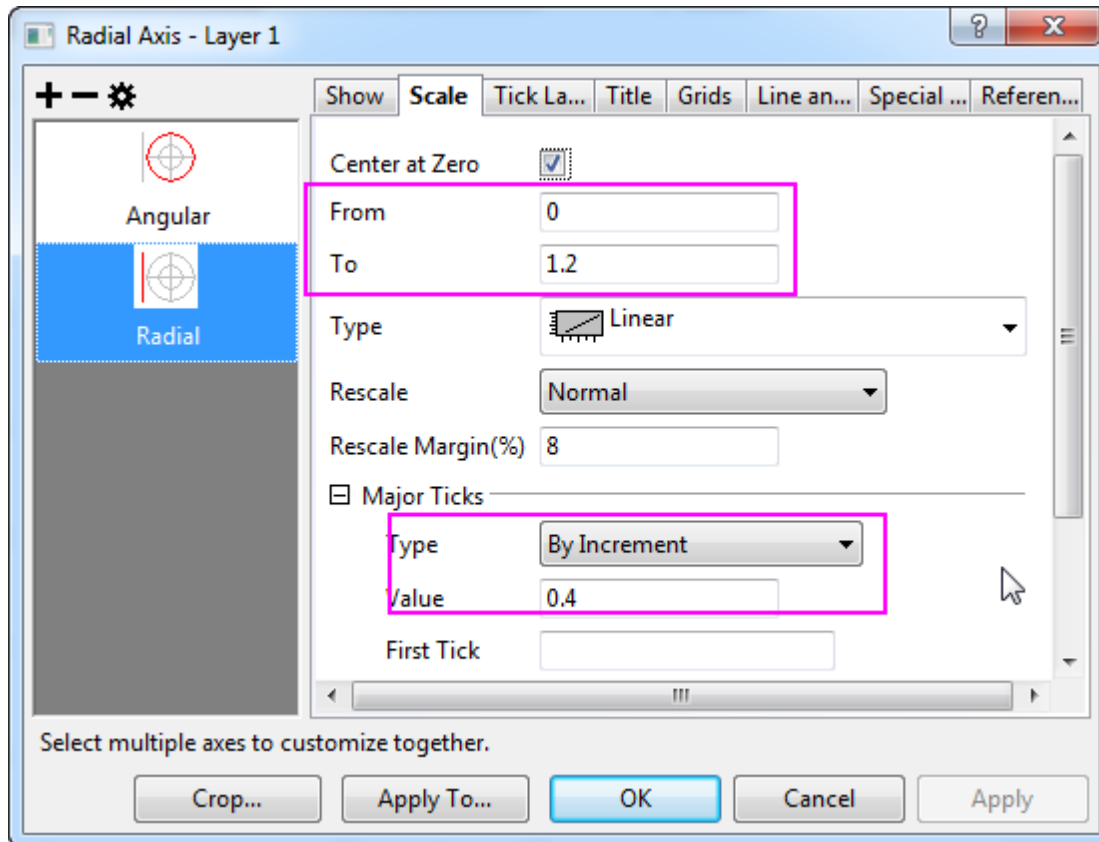 Radial Axis - Layer 1
Show Scale Tick La... Title Grids Line an... Special ... Referen...
Angular
Radial
Center at Zero
From 0
To 1.2
Type Linear
Rescale Normal
Rescale Margin(%) 8
Major Ticks
Type By Increment
Value 0.4
First Tick
Select multiple axes to customize together.
Crop... Apply To... OK Cancel Apply